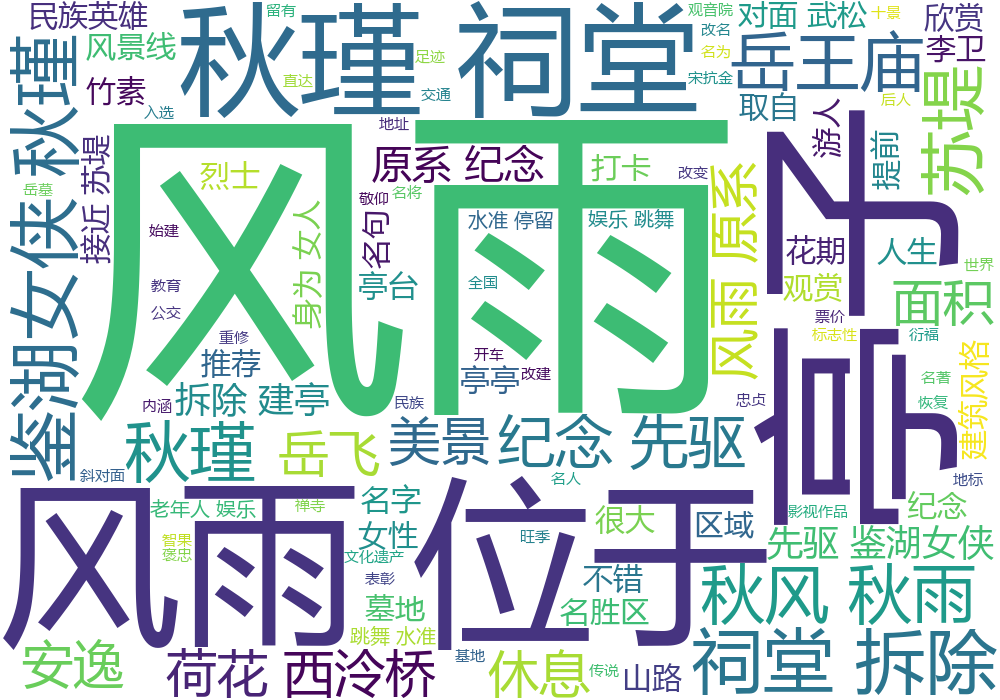 民族英雄
留有
观音院
对面 武松
十景
欣赏
秋瑾 祠堂
改名
风景线
足迹
名为
岳王庙
李卫
鉴湖女侠 秋瑾
直达
宋抗金
竹素
交通
取自
后人
苏堤
入选
地址
游人
子
风雨
接近 苏堤
原系 纪念
打卡
提前
烈士
改变
岳墓
敬仰
名将
风雨 原系
身为 女人
名句
水准 停留
娱乐 跳舞
始建
花期
人生
亭台
全国
世界
教育
观赏
面积
公交
票价
重修
开车
标志性
衍福
推荐
亭亭
改建
名著
建筑风格
内涵
拆除 建亭
民族
忠贞
恢复
亭
秋瑾
岳飞
美景
纪念 先驱
斜对面
名人
地标
风雨 位于
名字
老年人 娱乐
禅寺
很大
区域
影视作品
纪念
智果
女性
旺季
先驱 鉴湖女侠
褒忠
文化遗产
表彰
不错
墓地
名胜区
秋风 秋雨
跳舞 水准
安逸
荷花
西泠桥
基地
休息
传说
山路
祠堂 拆除